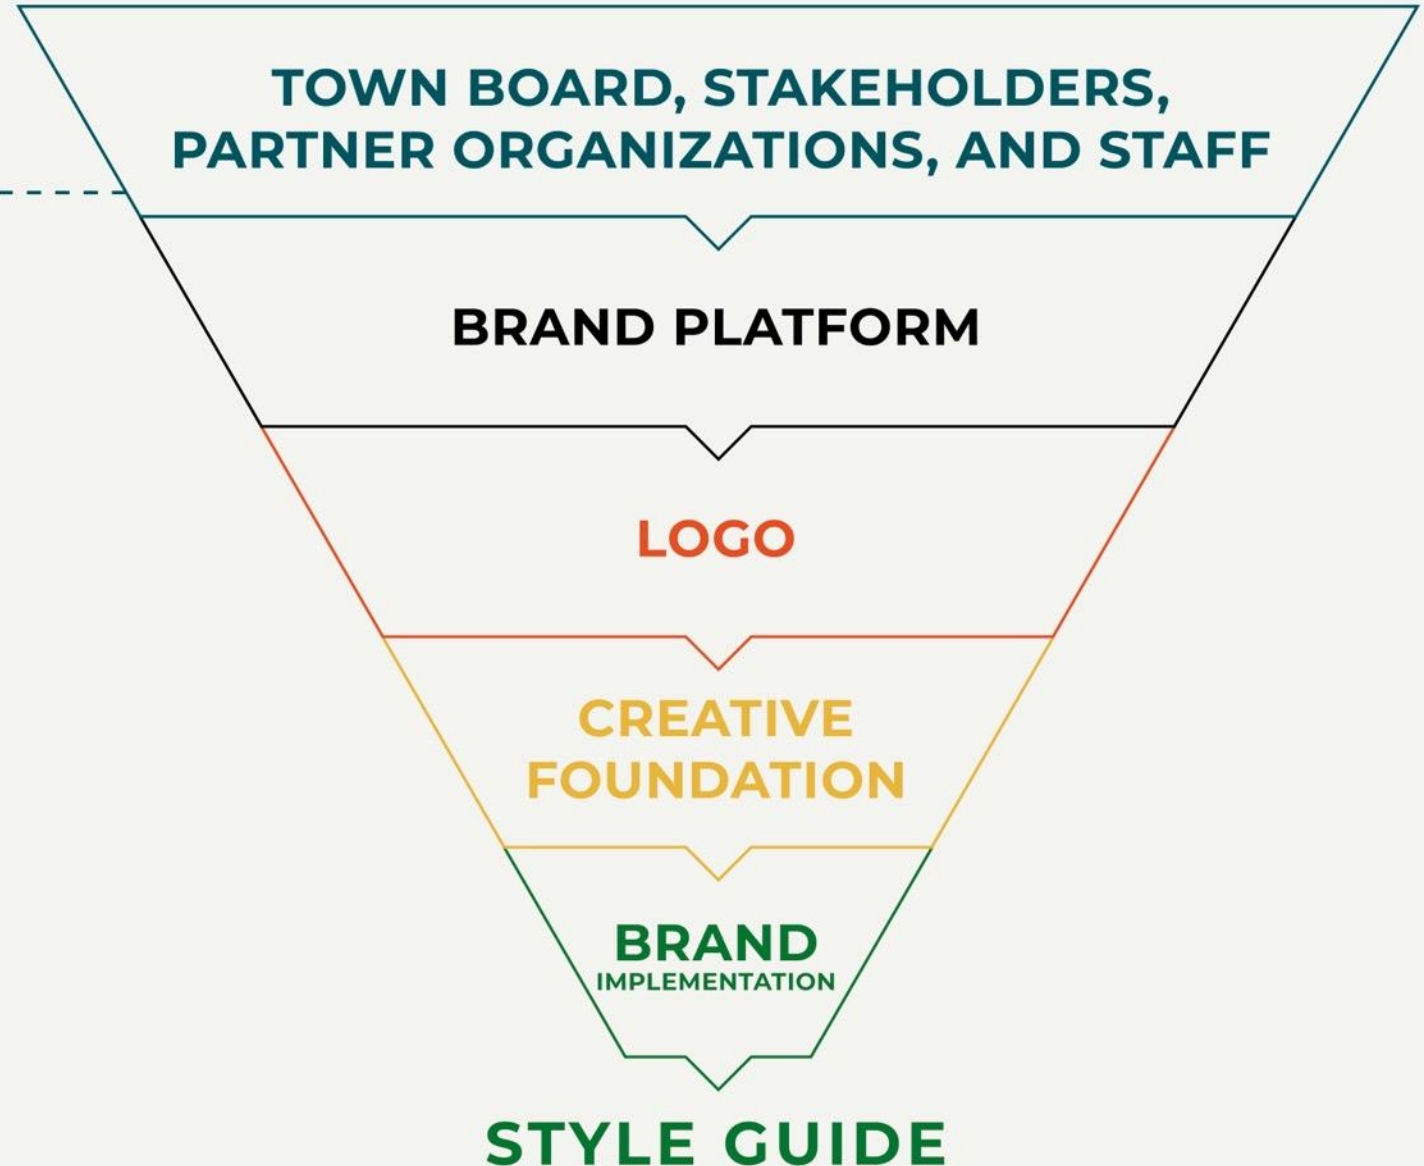 TOWN BOARD, STAKEHOLDERS,
PARTNER ORGANIZATIONS, AND STAFF
BRAND PLATFORM
LOGO
CREATIVE
FOUNDATION
BRAND
IMPLEMENTATION
STYLE GUIDE